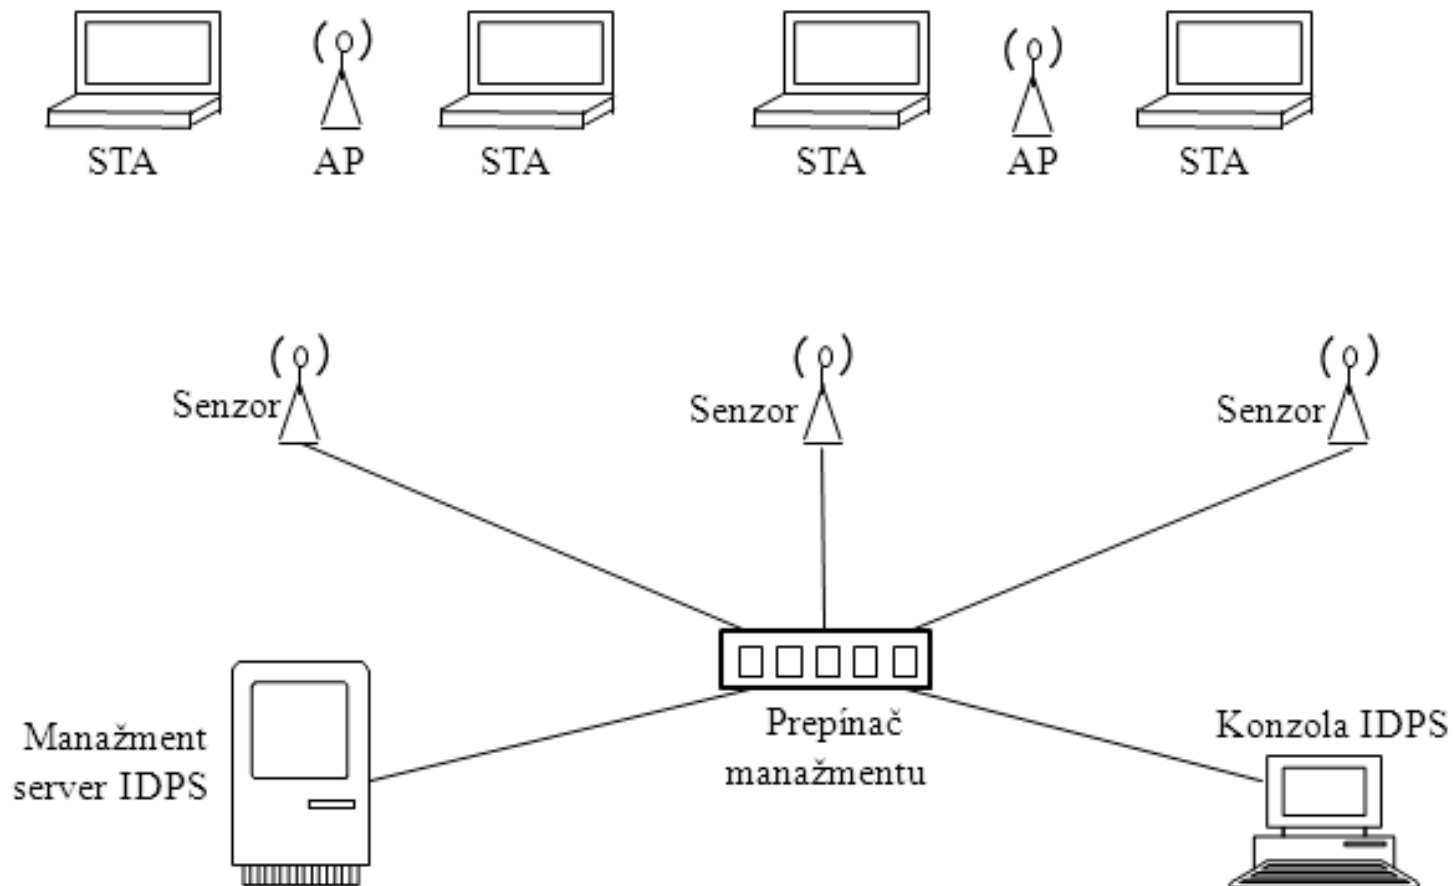 STA
AP
STA
STA
AP
STA
Senzor
Senzor
Senzor
Manažment
server IDPS
Prepínač
manažmentu
Konzola IDPS